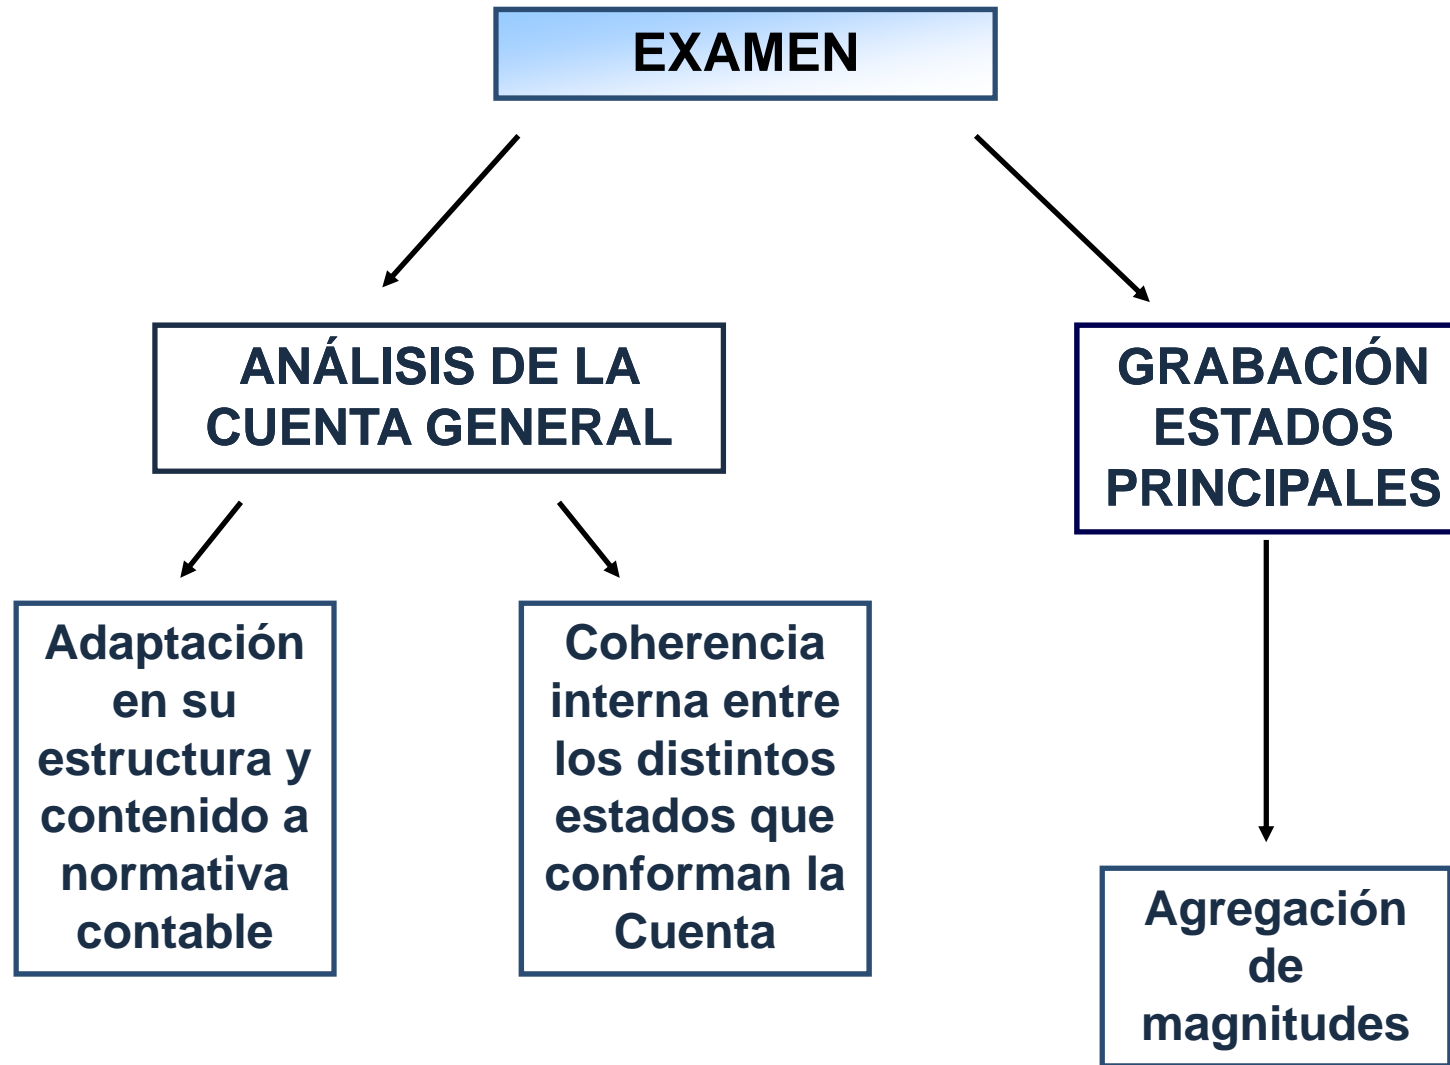 EXAMEN
ANÁLISIS DE LA
CUENTA GENERAL
GRABACIÓN
ESTADOS
PRINCIPALES
Adaptación
en su
estructura y
contenido a
normativa
contable
Coherencia
interna entre
los distintos
estados que
conforman la
Cuenta
Agregación
de
magnitudes